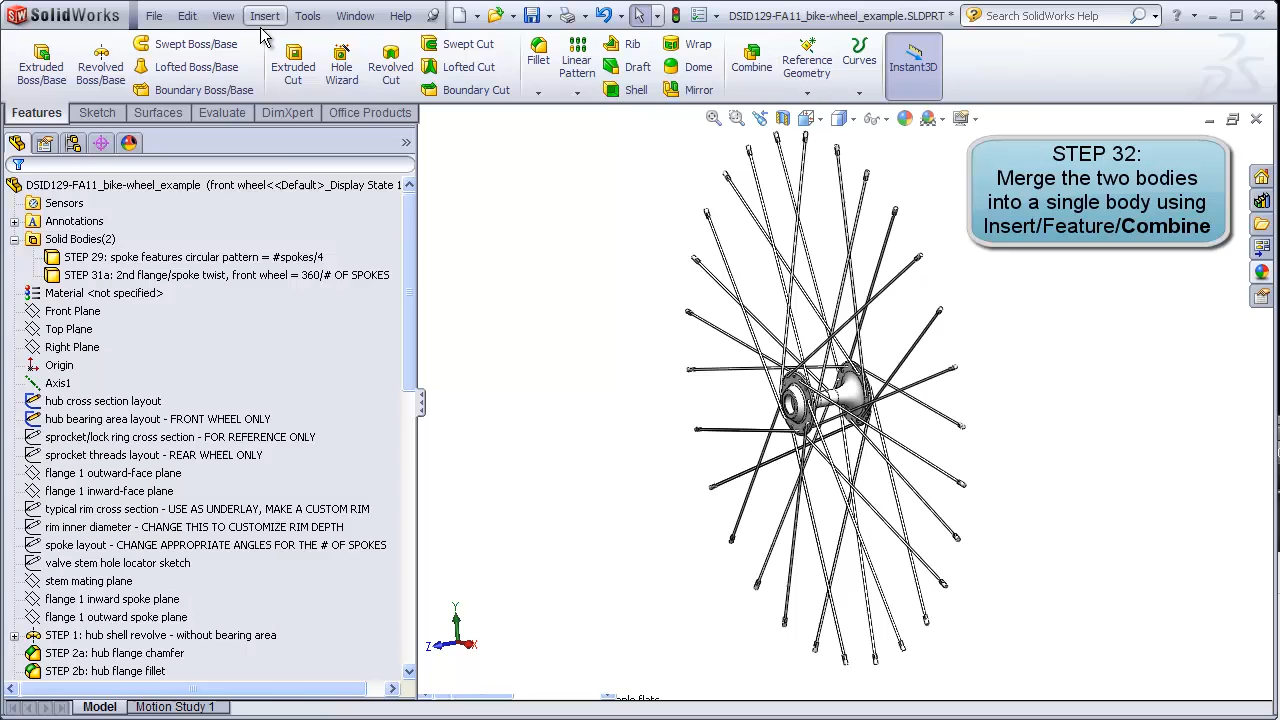 SolidWorks
File Edit View Insert Tools Window Help
DSID129-FA11_bike-wheel_example.SLDPRT *
Search SolidWorks Help
Extruded Boss/Base
Revolved Boss/Base
Swept Boss/Base
Lofted Boss/Base
Boundary Boss/Base
Extruded Cut
Hole Wizard
Revolved Cut
Swept Cut
Lofted Cut
Boundary Cut
Fillet
Linear Pattern
Rib
Draft
Shell
Wrap
Dome
Mirror
Combine
Reference Geometry
Curves
Instant3D
Features Sketch Surfaces Evaluate DimXpert Office Products
STEP 32:
Merge the two bodies
into a single body using
Insert/Feature/Combine
DSID129-FA11_bike-wheel_example (front wheel<<Default>_Display State 1
Sensors
Annotations
Solid Bodies(2)
STEP 29: spoke features circular pattern = #spokes/4
STEP 31a: 2nd flange/spoke twist, front wheel = 360/# OF SPOKES
Material <not specified>
Front Plane
Top Plane
Right Plane
Origin
Axis1
hub cross section layout
hub bearing area layout - FRONT WHEEL ONLY
sprocket/lock ring cross section - FOR REFERENCE ONLY
sprocket threads layout - REAR WHEEL ONLY
flange 1 outward-face plane
flange 1 inward-face plane
typical rim cross section - USE AS UNDERLAY, MAKE A CUSTOM RIM
rim inner diameter - CHANGE THIS TO CUSTOMIZE RIM DEPTH
spoke layout - CHANGE APPROPRIATE ANGLES FOR THE # OF SPOKES
valve stem hole locator sketch
stem mating plane
flange 1 inward spoke plane
flange 1 outward spoke plane
STEP 1: hub shell revolve - without bearing area
STEP 2a: hub flange chamfer
STEP 2b: hub flange fillet
Y
Z
X
Model Motion Study 1